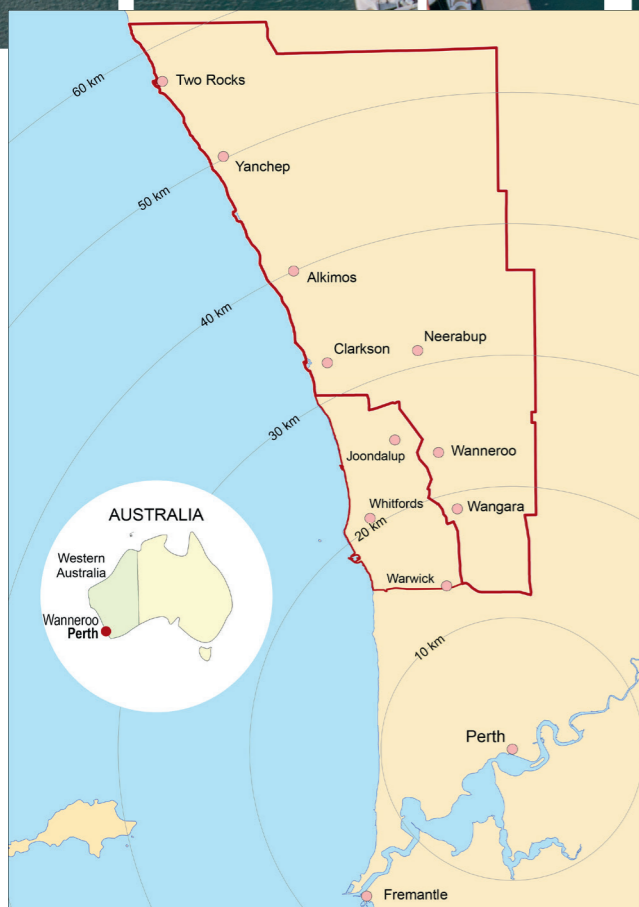 60 km
Two Rocks
Yanchep
50 km
Alkimos
40 km
Clarkson
Neerabup
30 km
Joondalup
Wanneroo
Whitfords
Wangara
20 km
Warwick
AUSTRALIA
Western
Australia
Wanneroo
Perth
10 km
Perth
Fremantle